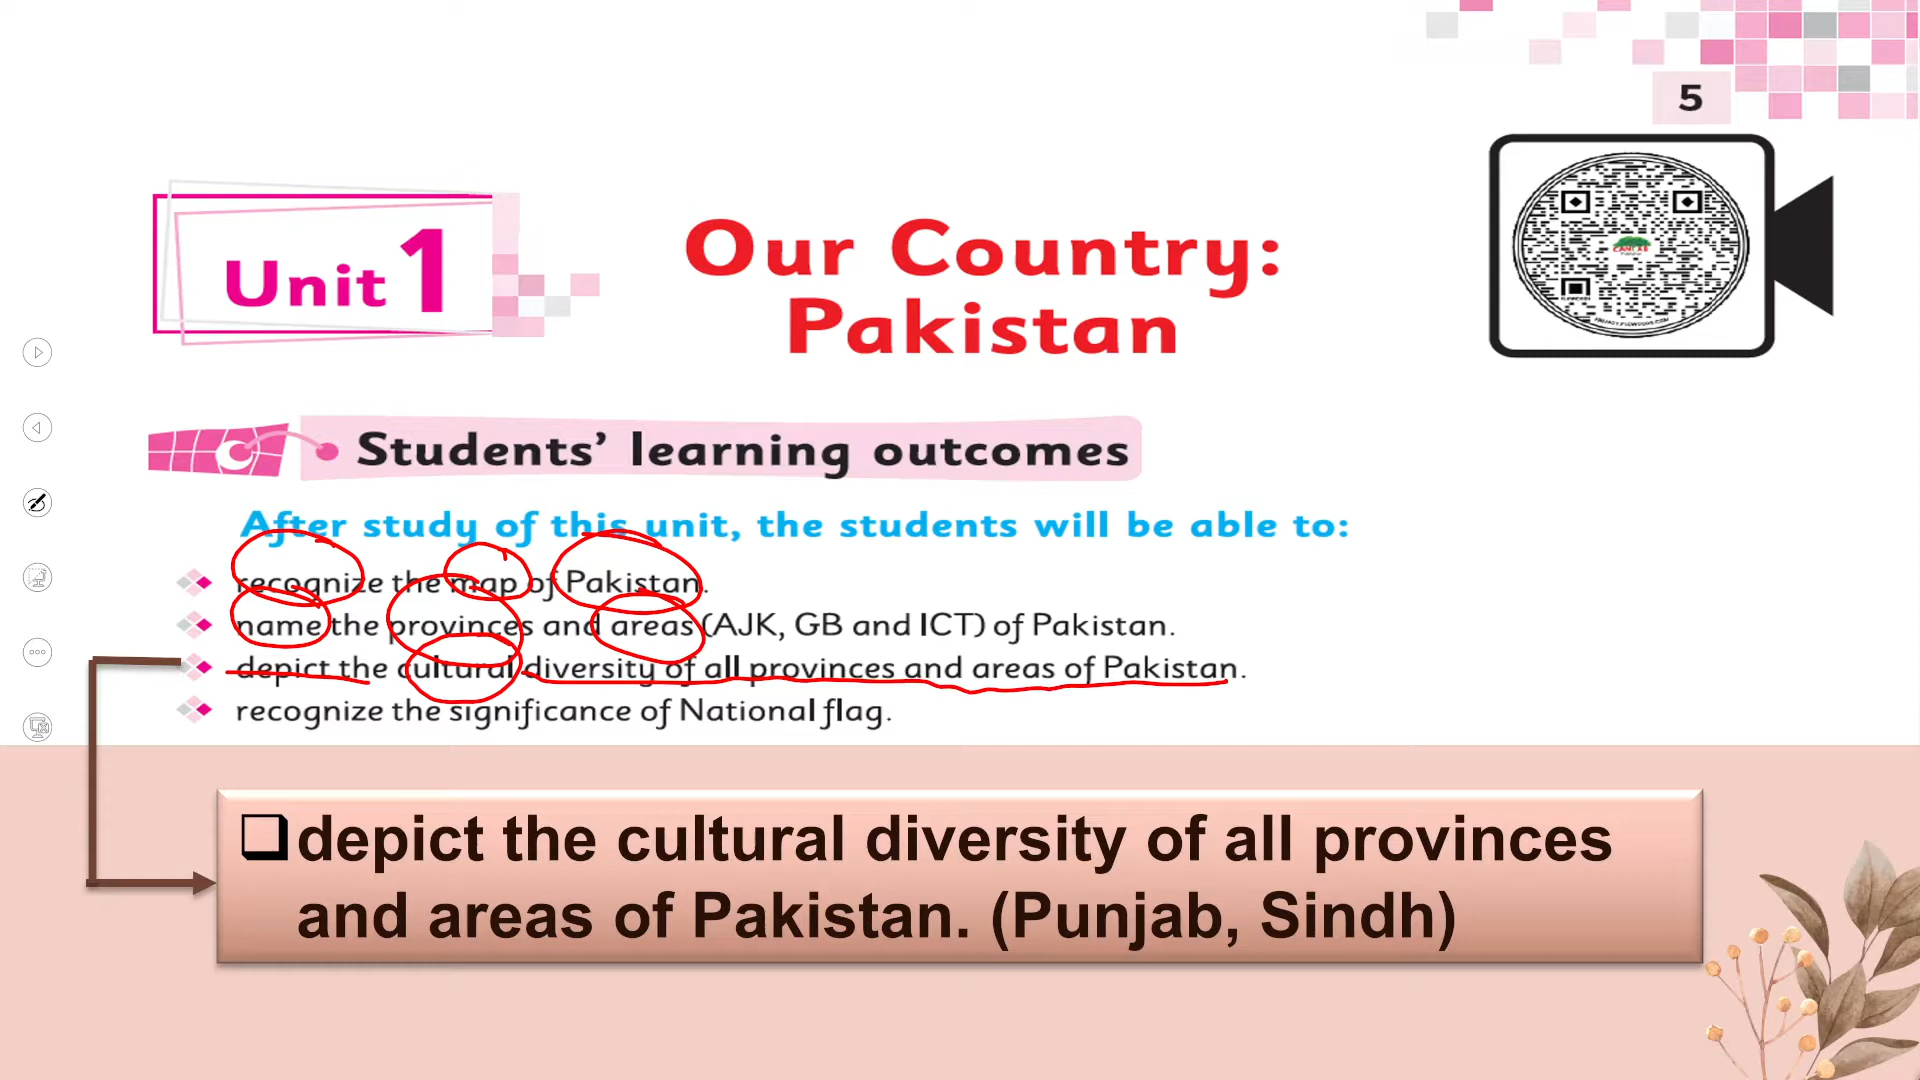 5
Unit 1
Our Country:
Pakistan
Students’ learning outcomes
After study of this unit, the students will be able to:
recognize the map of Pakistan.
name the provinces and areas (AJK, GB and ICT) of Pakistan.
depict the cultural diversity of all provinces and areas of Pakistan.
recognize the significance of National flag.
depict the cultural diversity of all provinces
and areas of Pakistan. (Punjab, Sindh)